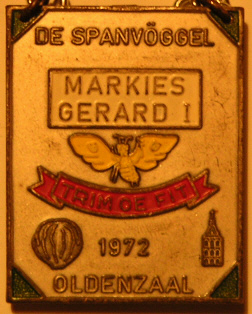 DE SPANVÖGGEL
MARKIES
GERARD I
TRIM OE FIT
1972
OLDENZAAL